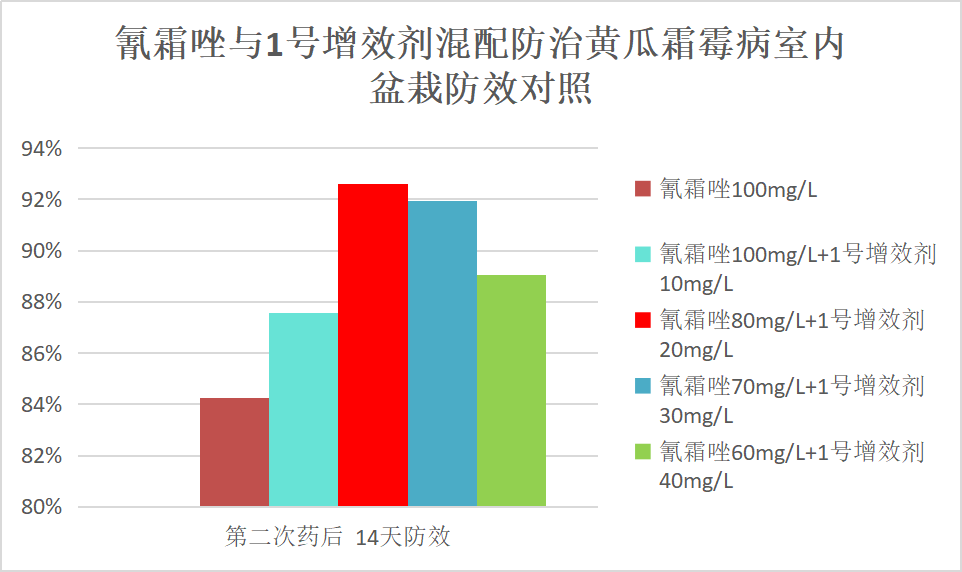 氰霜唑与1号增效剂混配防治黄瓜霜霉病室内
盆栽防效对照
94%
92%
90%
88%
86%
84%
82%
80%
第二次药后 14天防效
氰霜唑100mg/L
氰霜唑100mg/L+1号增效剂
10mg/L
氰霜唑80mg/L+1号增效剂
20mg/L
氰霜唑70mg/L+1号增效剂
30mg/L
氰霜唑60mg/L+1号增效剂
40mg/L